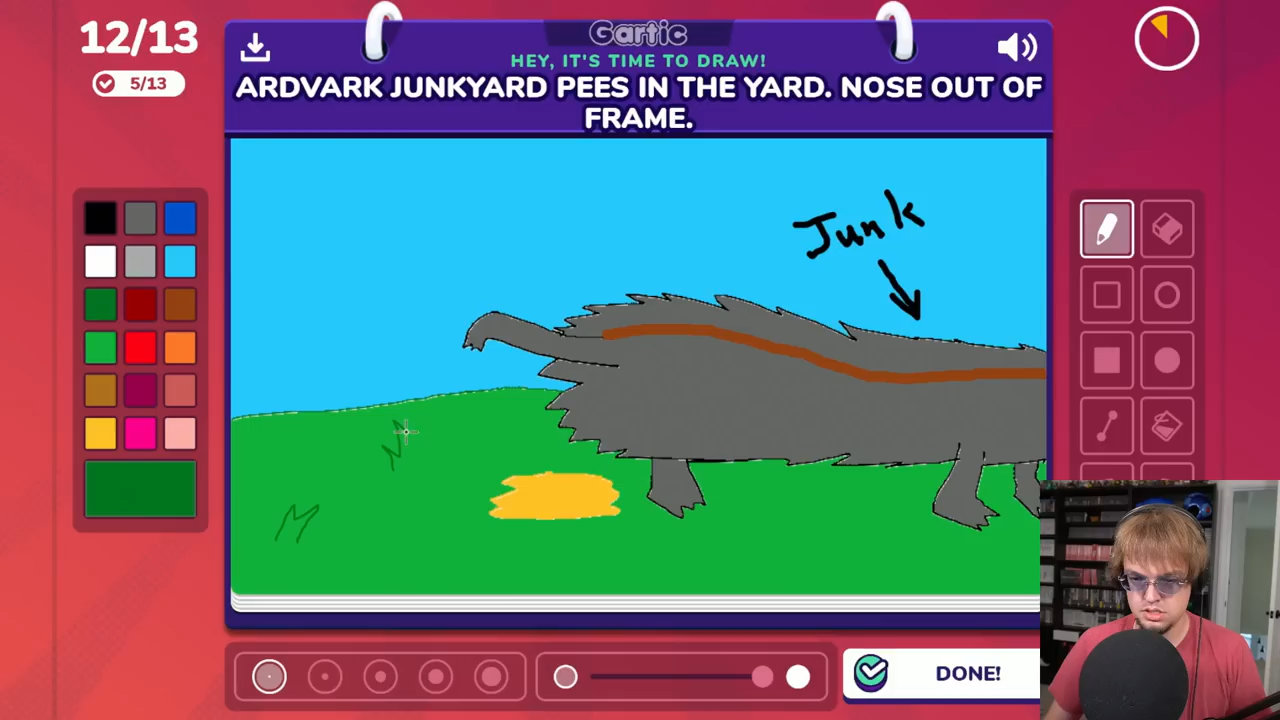 12/13
5/13
Gartic
HEY, IT'S TIME TO DRAW!
ARDVARK JUNKYARD PEES IN THE YARD. NOSE OUT OF
FRAME.
Junk
DONE!